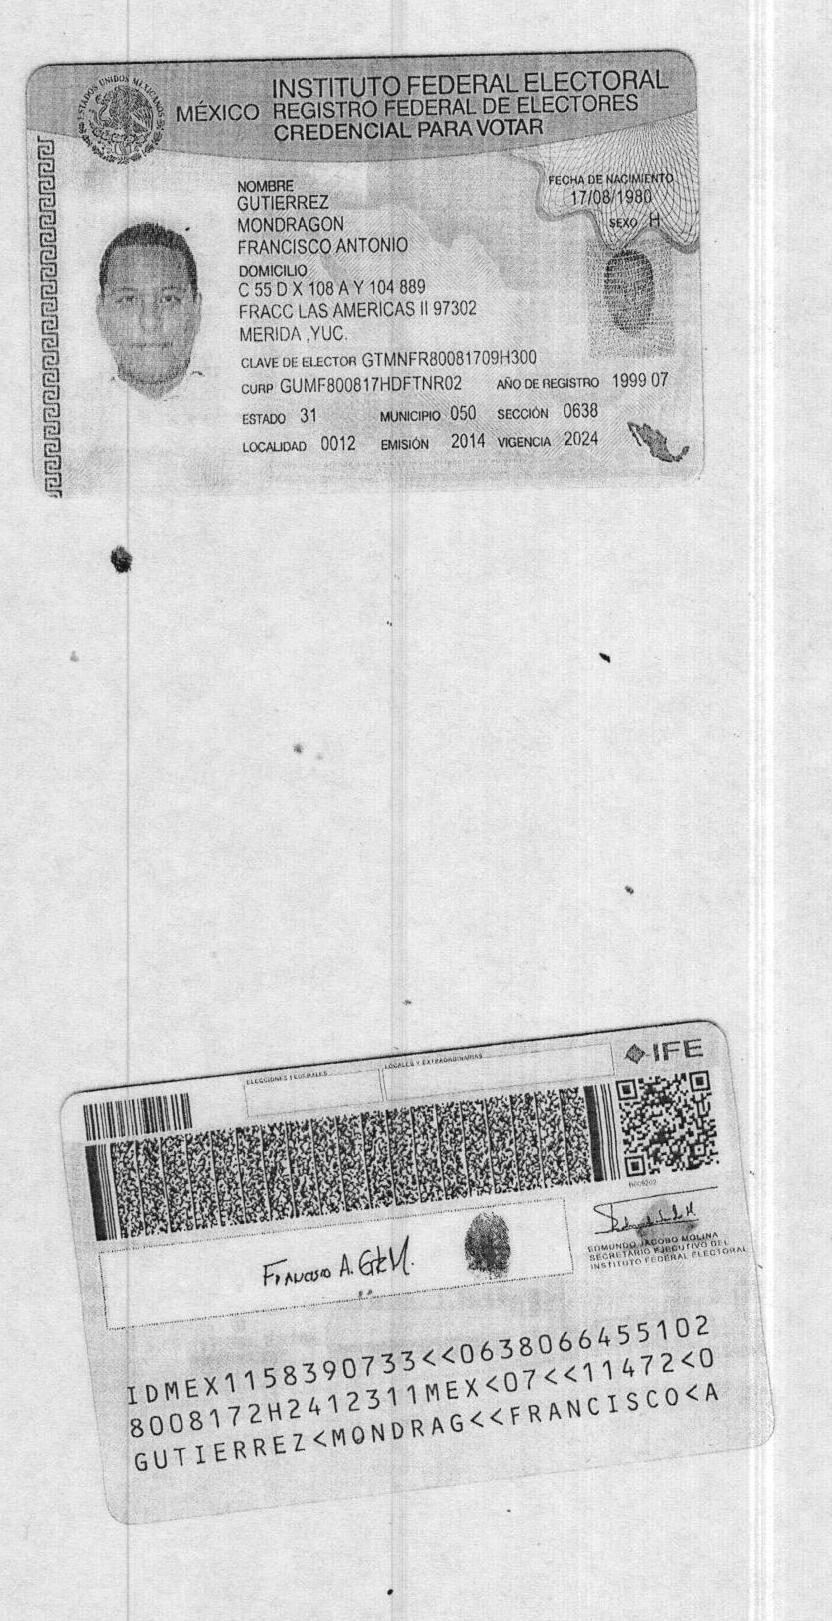 ESTADOS UNIDOS MEXICANOS
MÉXICO
INSTITUTO FEDERAL ELECTORAL
REGISTRO FEDERAL DE ELECTORES
CREDENCIAL PARA VOTAR
NOMBRE
GUTIERREZ
MONDRAGON
FRANCISCO ANTONIO
FECHA DE NACIMIENTO
17/08/1980
SEXO H
DOMICILIO
C 55 D X 108 A Y 104 889
FRACC LAS AMERICAS II 97302
MERIDA ,YUC.
CLAVE DE ELECTOR GTMNFR80081709H300
CURP GUMF800817HDFTNR02 AÑO DE REGISTRO 1999 07
ESTADO 31 MUNICIPIO 050 SECCIÓN 0638
LOCALIDAD 0012 EMISIÓN 2014 VIGENCIA 2024
ELECCIONES FEDERALES LOCALES Y EXTRAORDINARIAS
IFE
Francisco A. GtzM.
EDMUNDO JACOBO MOLINA
SECRETARIO EJECUTIVO DEL
INSTITUTO FEDERAL ELECTORAL
IDMEX1158390733<<0638066455102
8008172H2412311MEX<07<<11472<0
GUTIERREZ<MONDRAG<<FRANCISCO<A